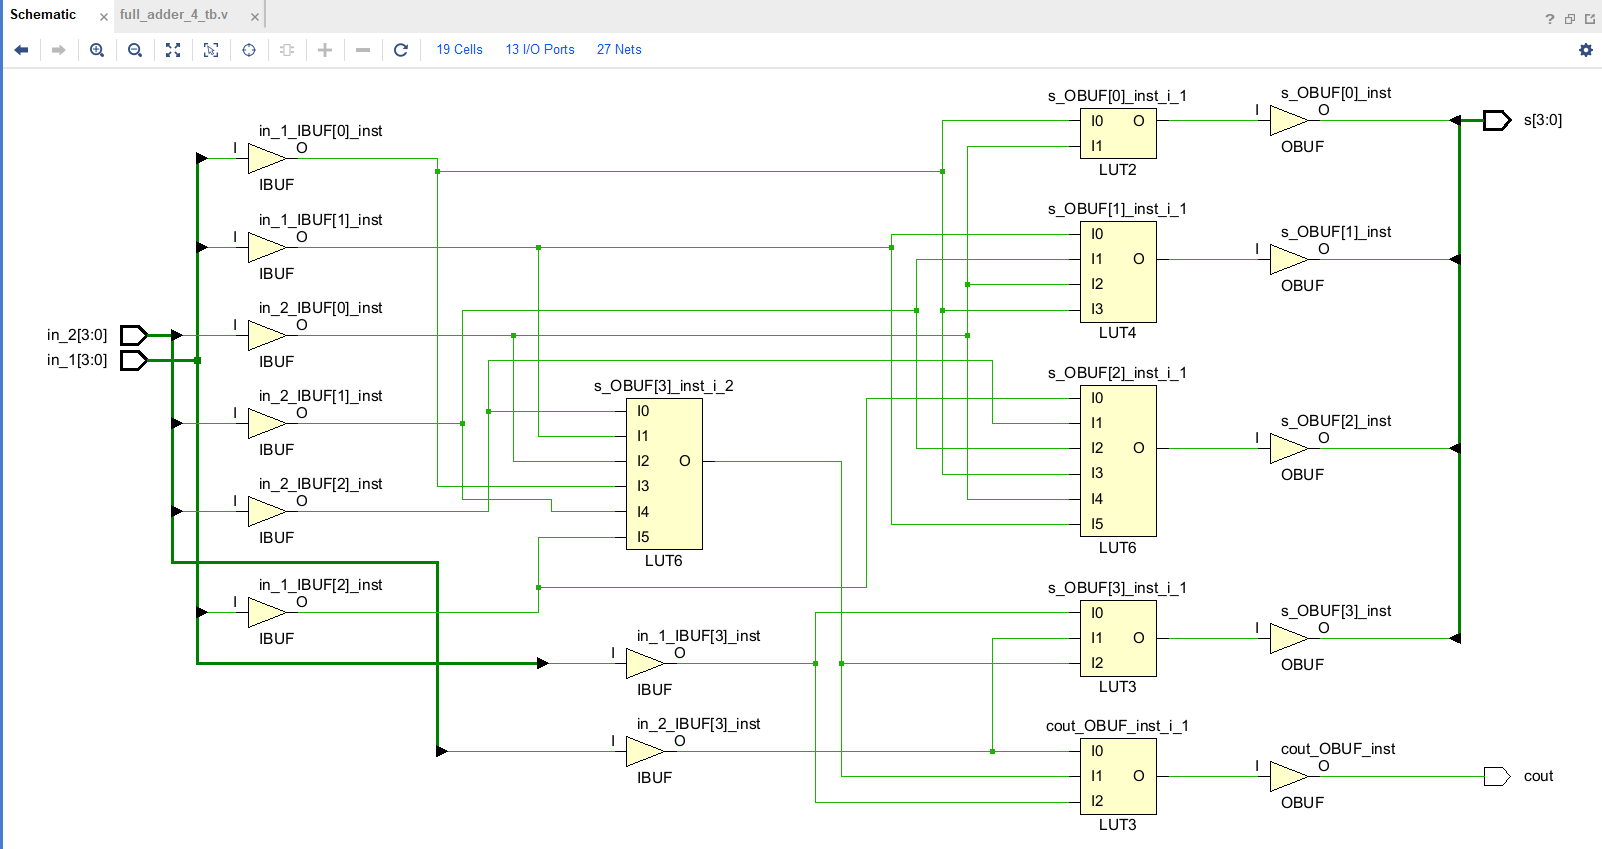 Schematic × full_adder_4_tb.v ×
?
19 Cells 13 I/O Ports 27 Nets
in_2[3:0]
in_1[3:0]
in_1_IBUF[0]_inst
I O
IBUF
in_1_IBUF[1]_inst
I O
IBUF
in_2_IBUF[0]_inst
I O
IBUF
in_2_IBUF[1]_inst
I O
IBUF
in_2_IBUF[2]_inst
I O
IBUF
in_1_IBUF[2]_inst
I O
IBUF
s_OBUF[3]_inst_i_2
I0
I1
I2 O
I3
I4
I5
LUT6
in_1_IBUF[3]_inst
I O
IBUF
in_2_IBUF[3]_inst
I O
IBUF
s_OBUF[0]_inst_i_1
I0 O
I1
LUT2
s_OBUF[1]_inst_i_1
I0
I1 O
I2
I3
LUT4
s_OBUF[2]_inst_i_1
I0
I1
I2 O
I3
I4
I5
LUT6
s_OBUF[3]_inst_i_1
I0
I1 O
I2
LUT3
cout_OBUF_inst_i_1
I0
I1 O
I2
LUT3
s_OBUF[0]_inst
I O
OBUF
s_OBUF[1]_inst
I O
OBUF
s_OBUF[2]_inst
I O
OBUF
s_OBUF[3]_inst
I O
OBUF
cout_OBUF_inst
I O
OBUF
s[3:0]
cout